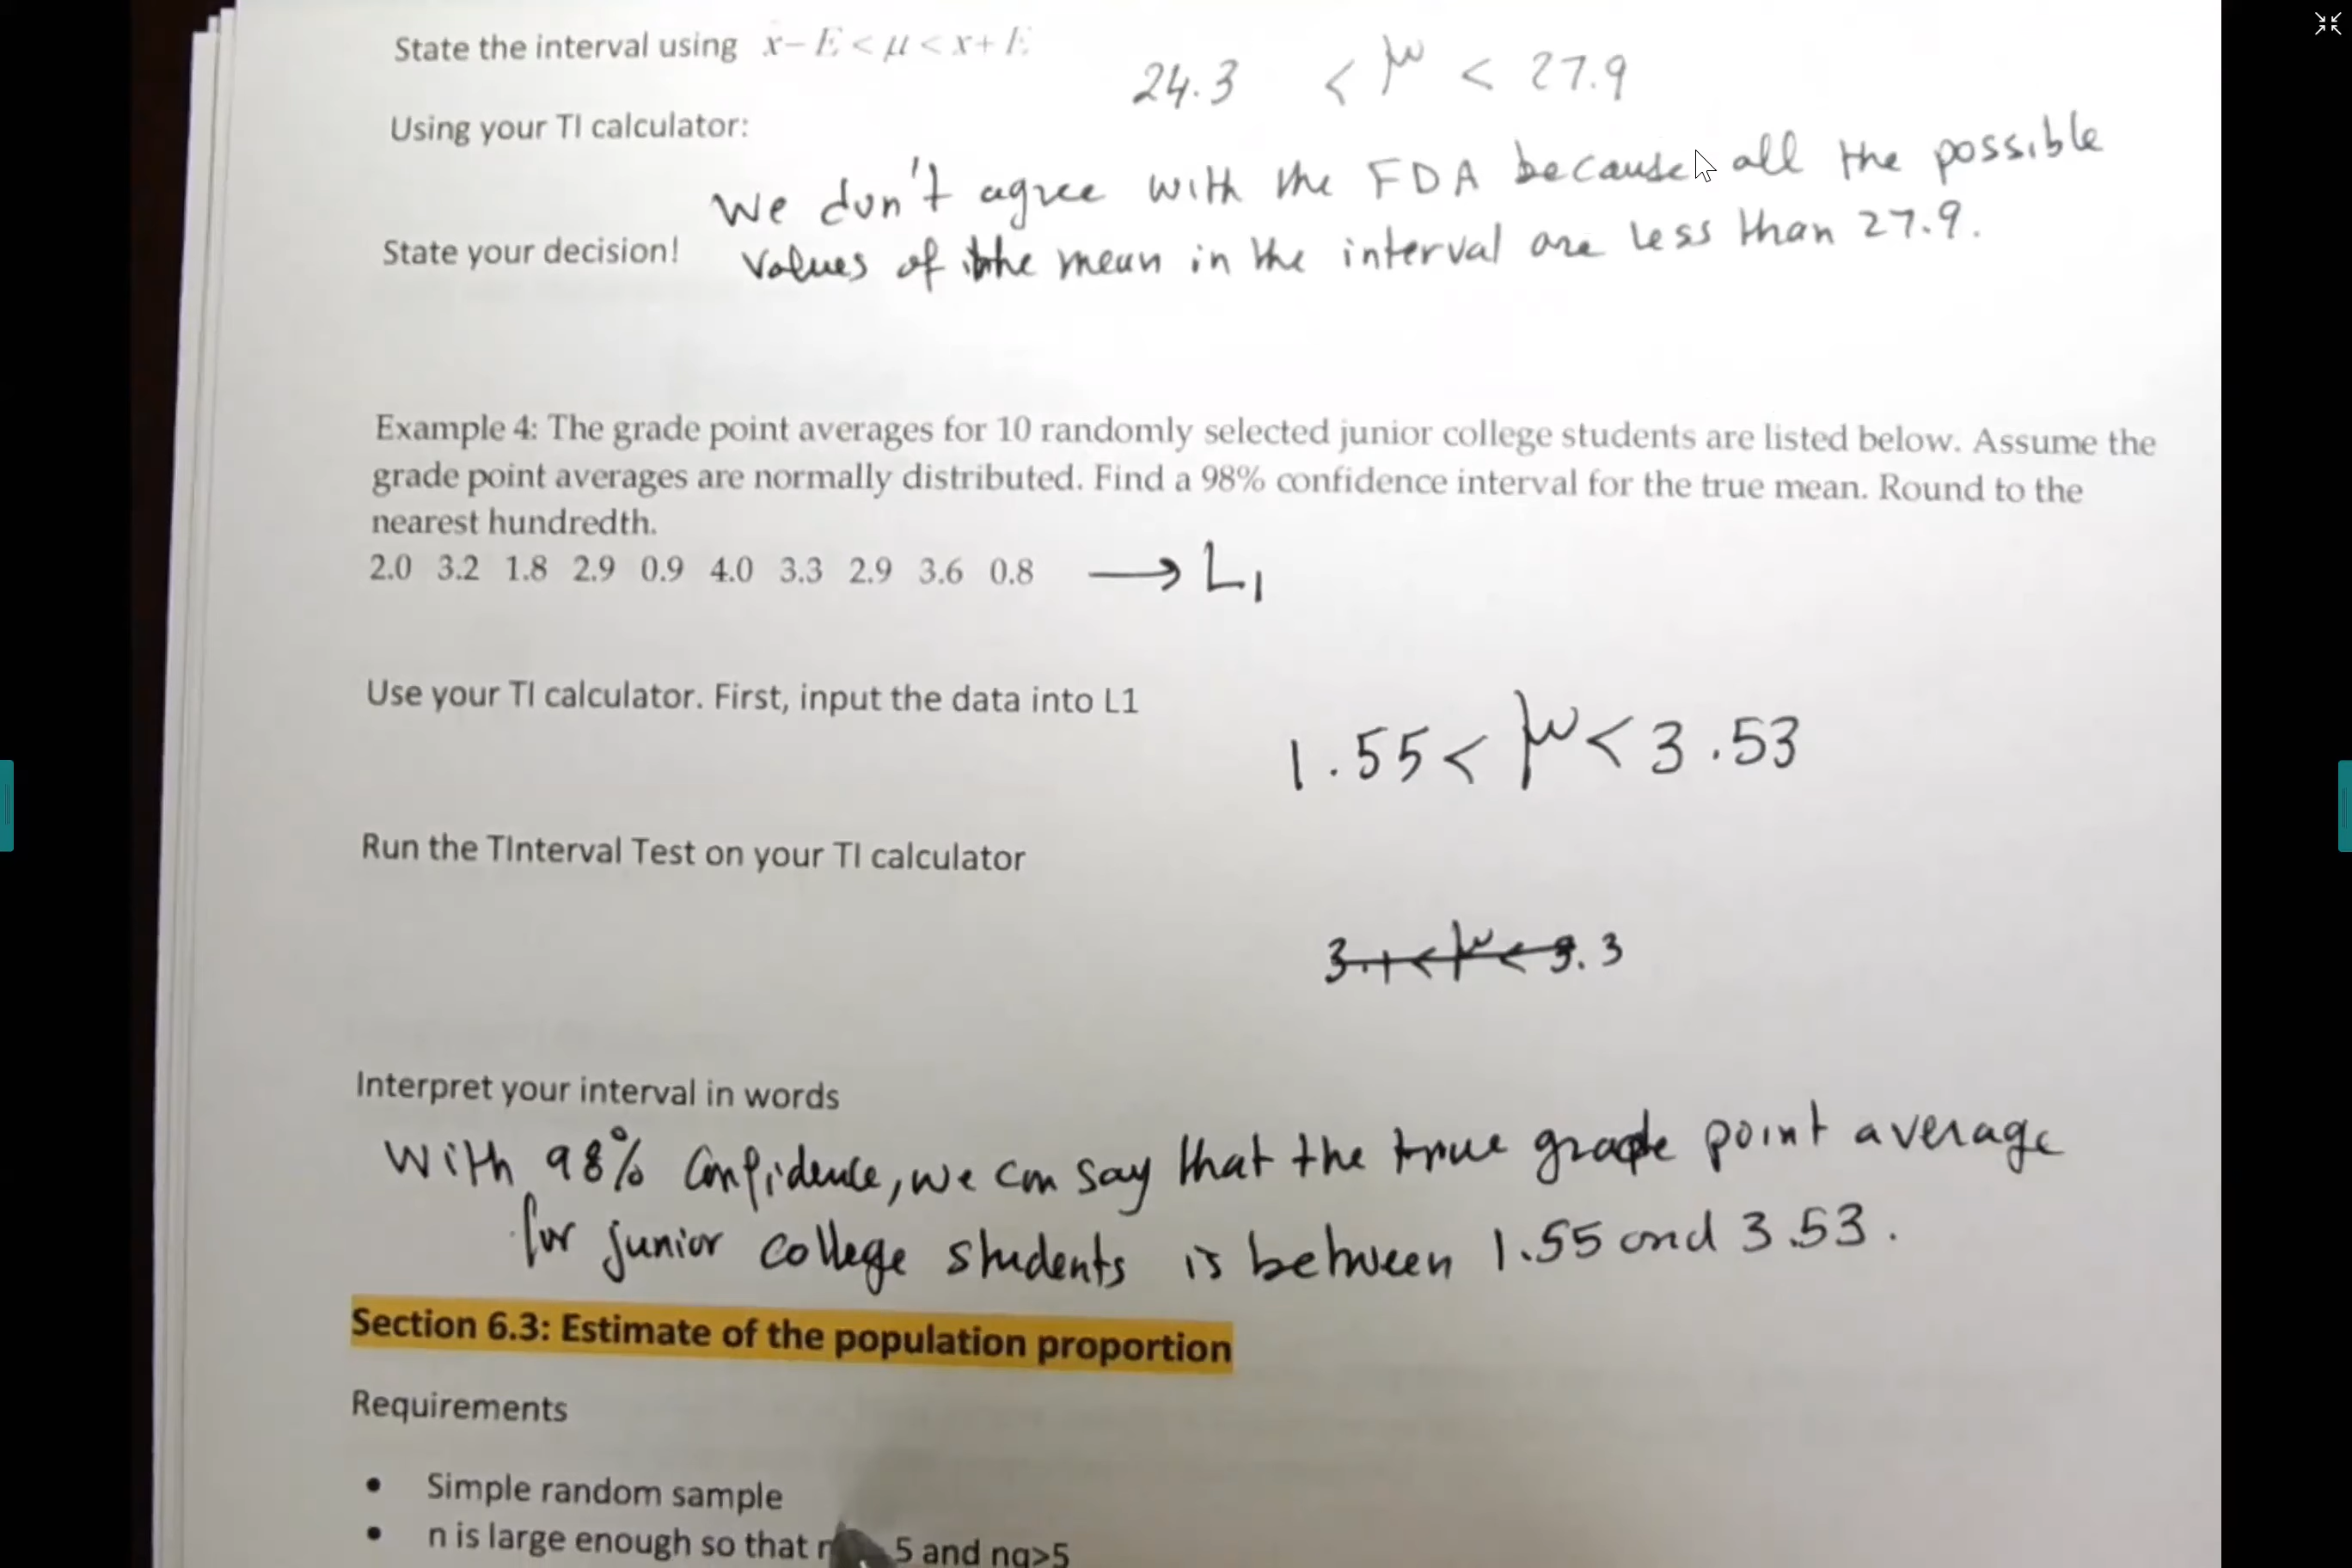 State the interval using x− E < μ < x+ E
24.3 < μ < 27.9
Using your TI calculator:
We don't agree with the FDA because all the possible
State your decision!
values of the mean in the interval are less than 27.9.
Example 4: The grade point averages for 10 randomly selected junior college students are listed below. Assume the
grade point averages are normally distributed. Find a 98% confidence interval for the true mean. Round to the
nearest hundredth.
2.0 3.2 1.8 2.9 0.9 4.0 3.3 2.9 3.6 0.8 → L1
Use your TI calculator. First, input the data into L1
1.55 < μ < 3.53
Run the TInterval Test on your TI calculator
3.1 < μ < 3.3
Interpret your interval in words
With 98% confidence, we can say that the true grade point average
for junior college students is between 1.55 and 3.53.
Section 6.3: Estimate of the population proportion
Requirements
• Simple random sample
• n is large enough so that 5 and nq>5